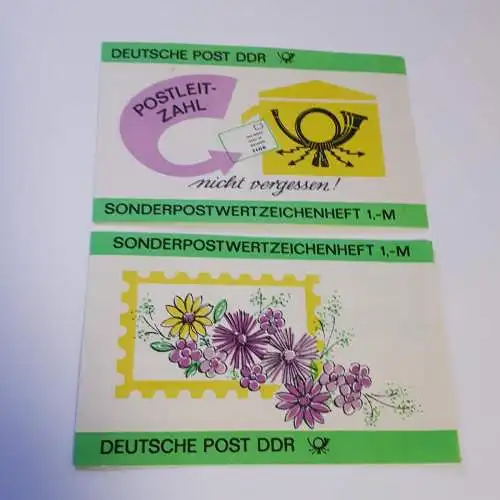 DEUTSCHE POST DDR
POSTLEIT-
ZAHL
nicht vergessen!
SONDERPOSTWERTZEICHENHEFT 1,-M
SONDERPOSTWERTZEICHENHEFT 1,-M
DEUTSCHE POST DDR